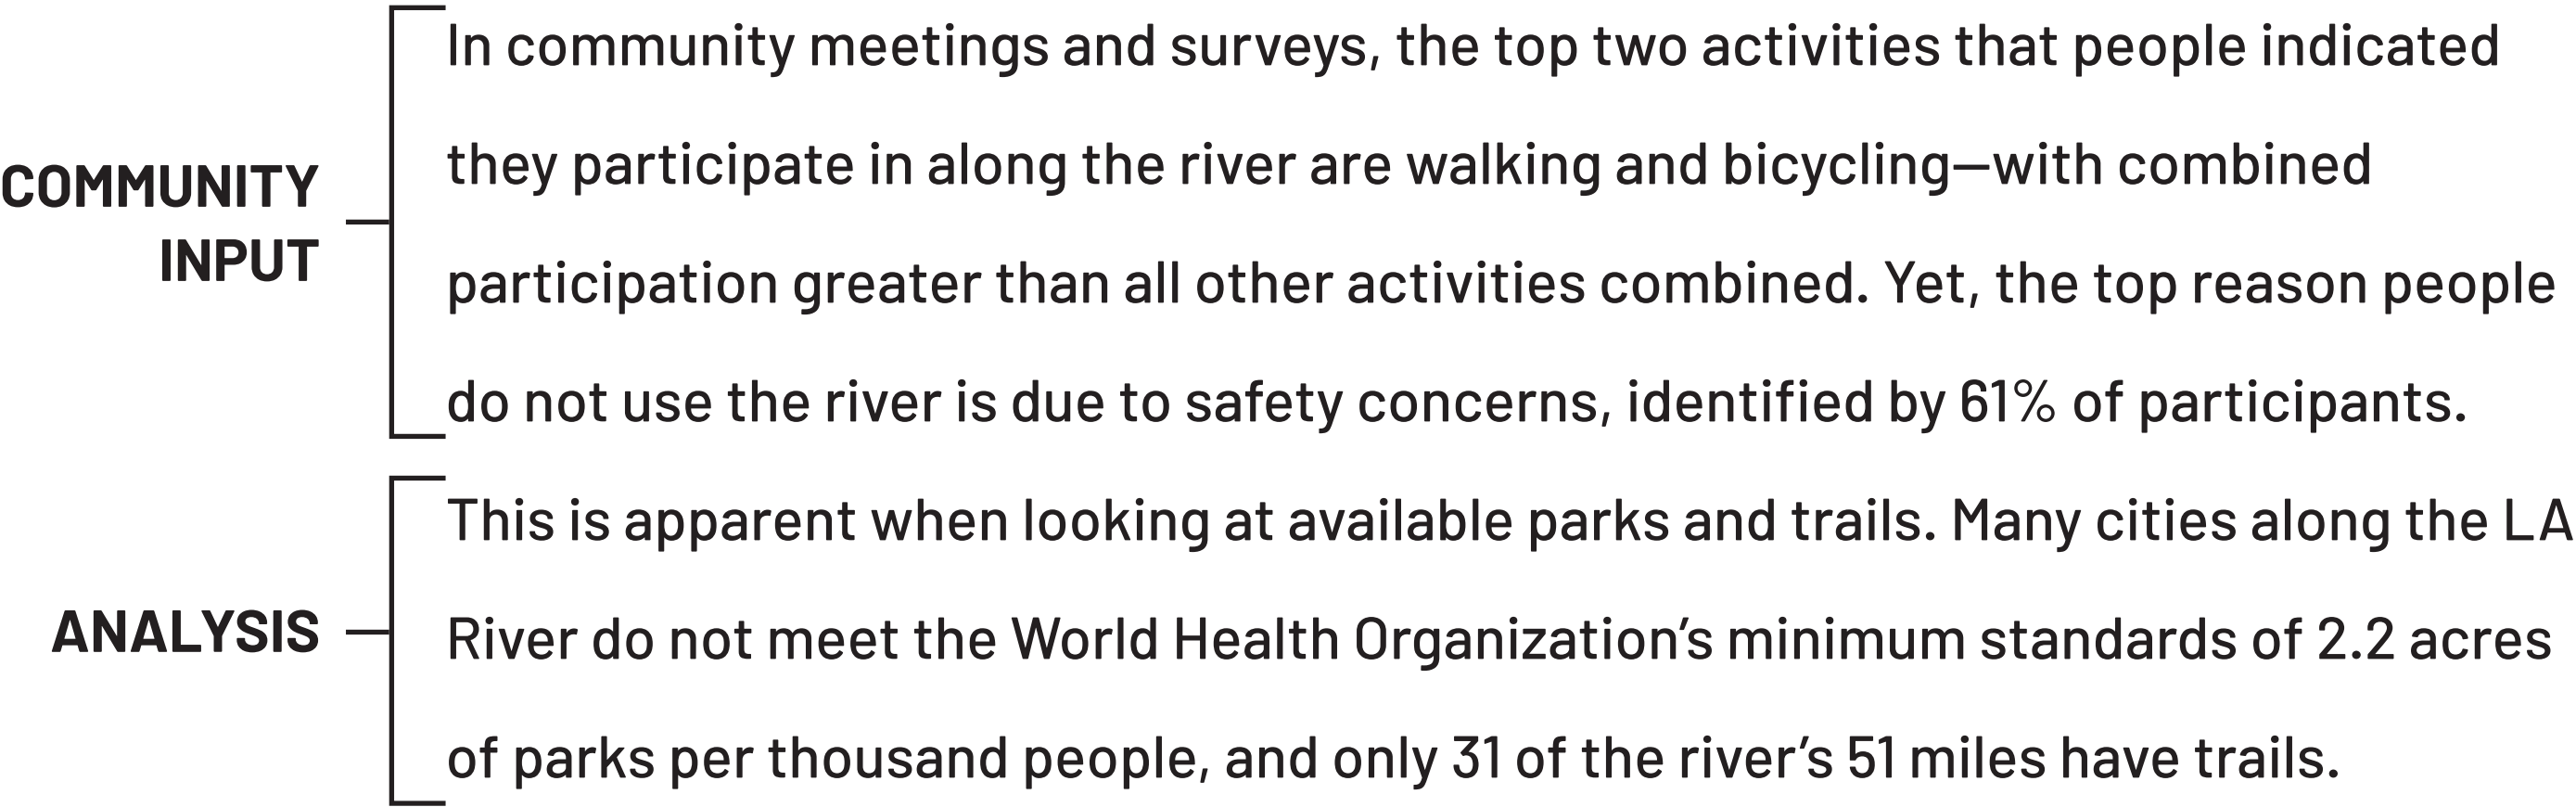 COMMUNITY
INPUT
In community meetings and surveys, the top two activities that people indicated
they participate in along the river are walking and bicycling—with combined
participation greater than all other activities combined. Yet, the top reason people
do not use the river is due to safety concerns, identified by 61% of participants.
ANALYSIS
This is apparent when looking at available parks and trails. Many cities along the LA
River do not meet the World Health Organization’s minimum standards of 2.2 acres
of parks per thousand people, and only 31 of the river’s 51 miles have trails.